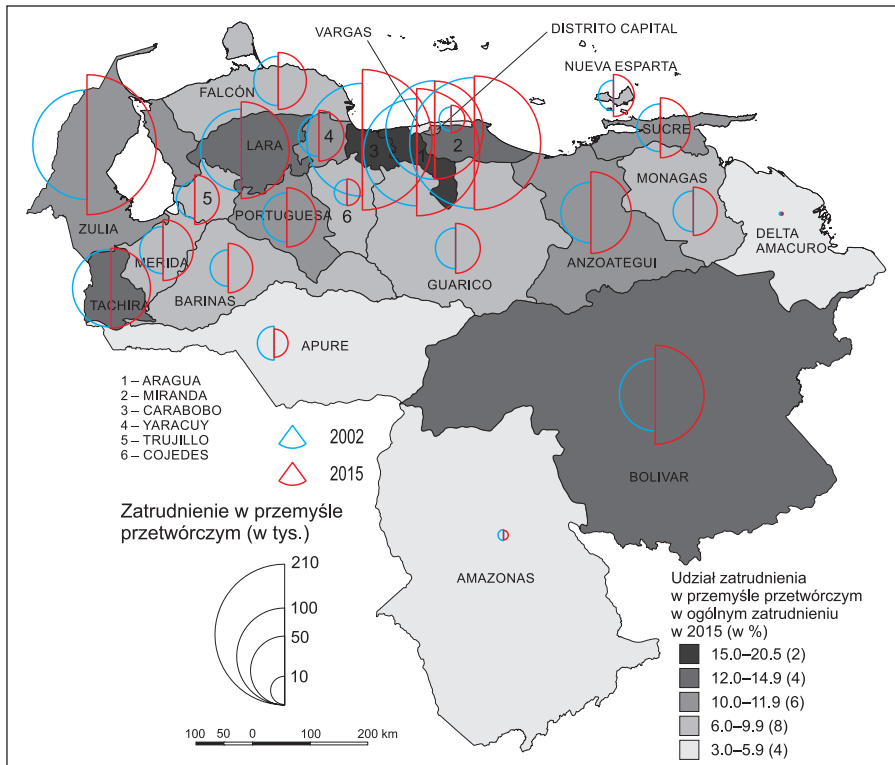 VARGAS
DISTRITO CAPITAL
NUEVA ESPARTA
FALCÓN
SUCRE
LARA
4
3
1
2
MONAGAS
5
PORTUGUESA
6
ZULIA
DELTA
AMACURO
MERIDA
ANZOATEGUI
GUARICO
BARINAS
TACHIRA
APURE
1 – ARAGUA
2 – MIRANDA
3 – CARABOBO
4 – YARACUY
5 – TRUJILLO
6 – COJEDES
2002
2015
BOLIVAR
AMAZONAS
Zatrudnienie w przemyśle
przetwórczym (w tys.)
210
100
50
10
100 50 0 100 200 km
Udział zatrudnienia
w przemyśle przetwórczym
w ogólnym zatrudnieniu
w 2015 (w %)
15.0–20.5 (2)
12.0–14.9 (4)
10.0–11.9 (6)
6.0–9.9 (8)
3.0–5.9 (4)